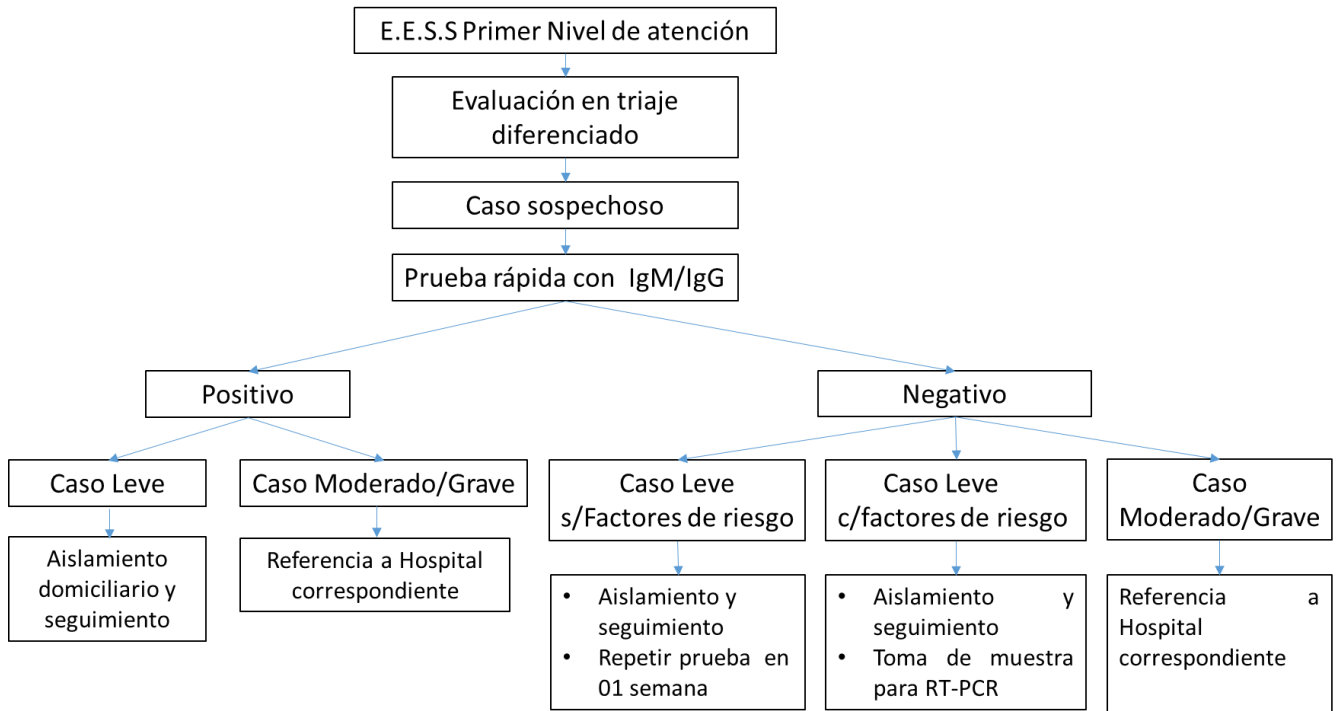 E.E.S.S Primer Nivel de atención
Evaluación en triaje
diferenciado
Caso sospechoso
Prueba rápida con IgM/IgG
Positivo
Negativo
Caso Leve
Caso Moderado/Grave
Caso Leve
s/Factores de riesgo
Caso Leve
c/factores de riesgo
Caso
Moderado/Grave
Aislamiento
domiciliario y
seguimiento
Referencia a Hospital
correspondiente
• Aislamiento y
seguimiento
• Repetir prueba en
01 semana
• Aislamiento y
seguimiento
• Toma de muestra
para RT-PCR
Referencia a
Hospital
correspondiente